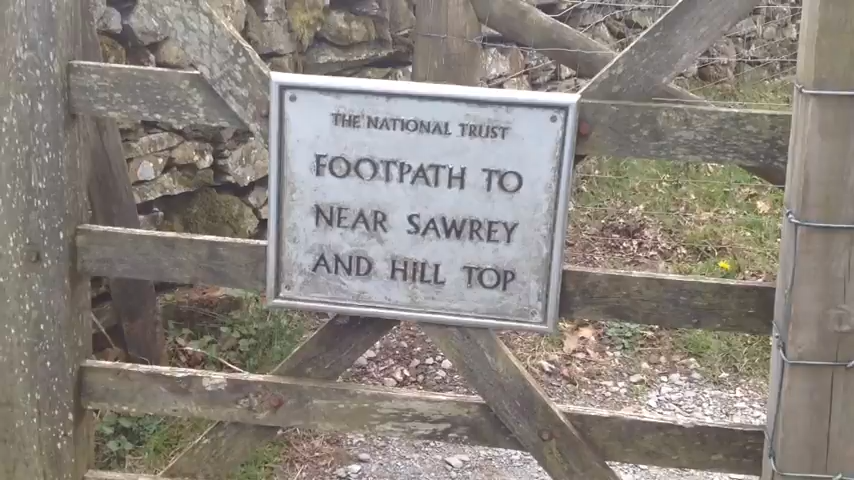 THE NATIONAL TRUST
FOOTPATH TO
NEAR SAWREY
AND HILL TOP